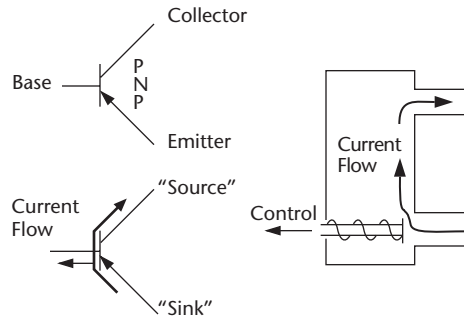 Collector
Base
P
N
P
Emitter
Current
Flow
"Source"
"Sink"
Current
Flow
Control